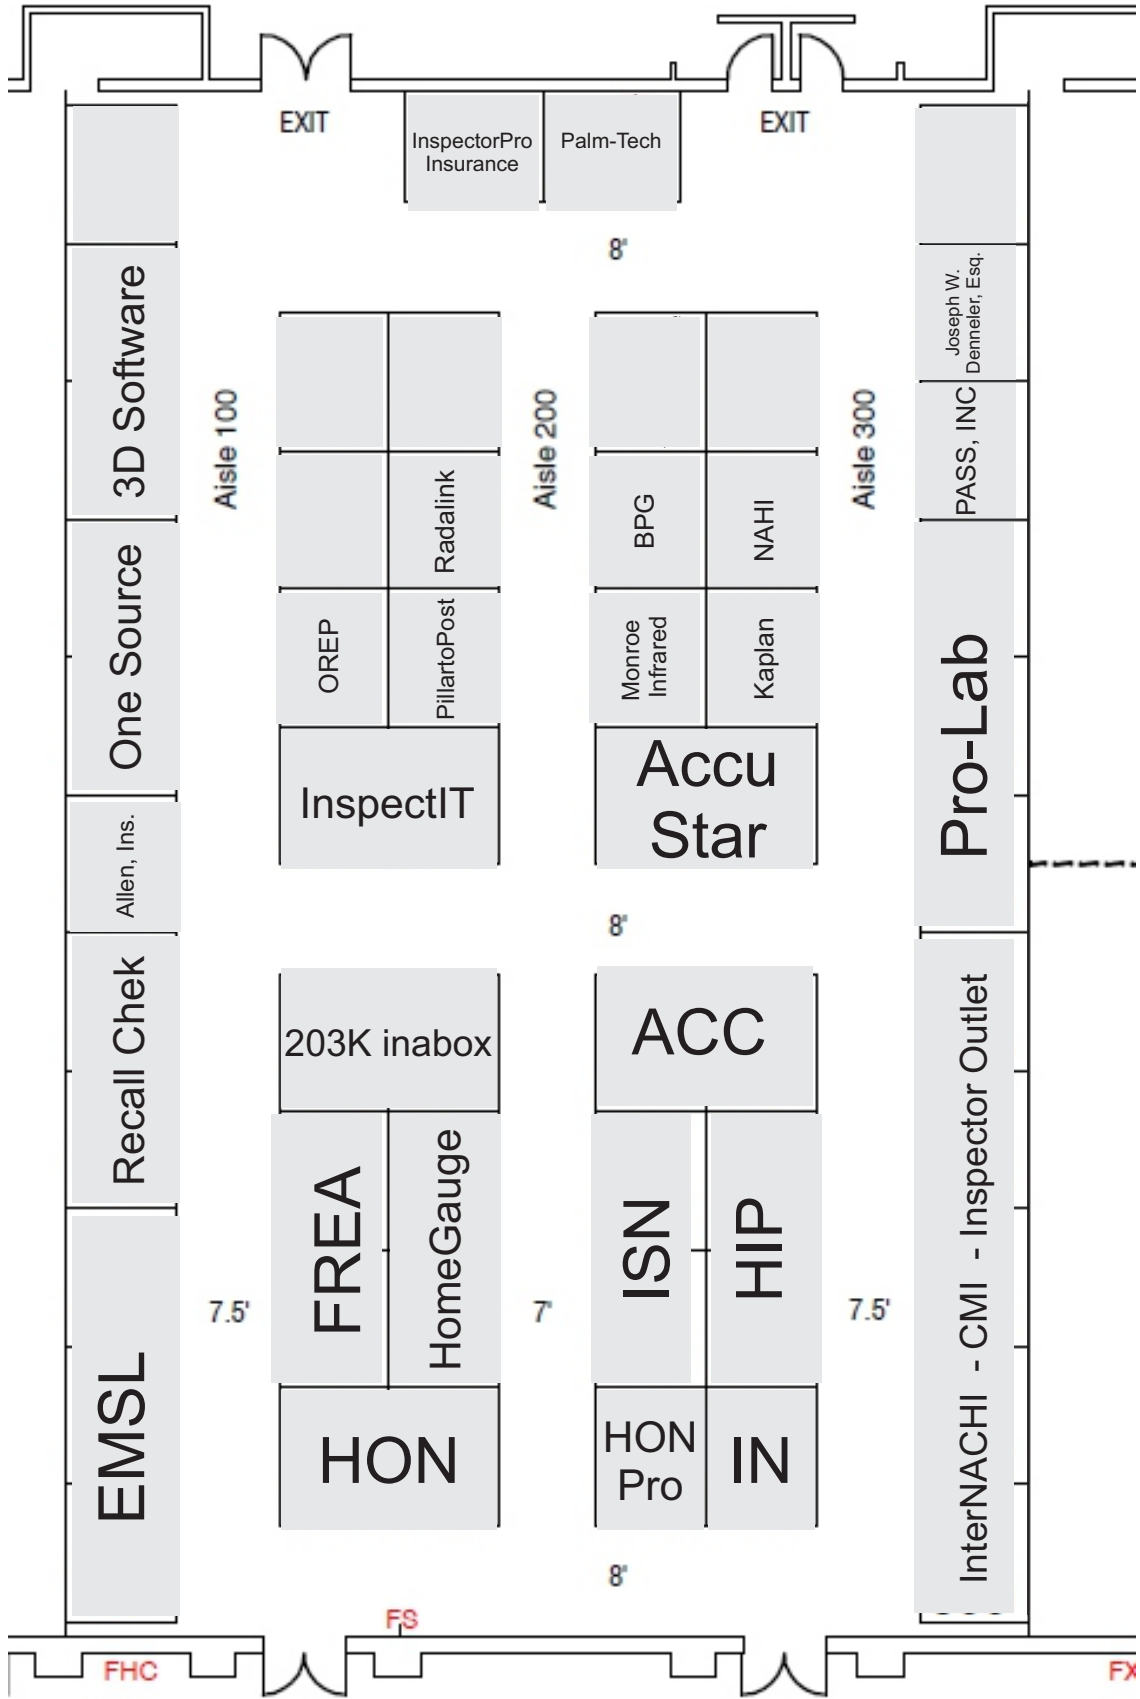 EXIT
InspectorPro
Insurance
Palm-Tech
EXIT
8'
3D Software
Aisle 100
Aisle 200
Aisle 300
Joseph W.
Denneler, Esq.
PASS, INC
Radalink
BPG
NAHI
One Source
OREP
PillartoPost
Monroe
Infrared
Kaplan
Pro-Lab
InspectIT
Accu
Star
Allen, Ins.
8'
Recall Chek
203K inabox
ACC
InterNACHI - CMI - Inspector Outlet
FREA
HomeGauge
ISN
HIP
7.5'
7'
7.5'
EMSL
HON
HON
Pro
IN
8'
FS
FHC
FX